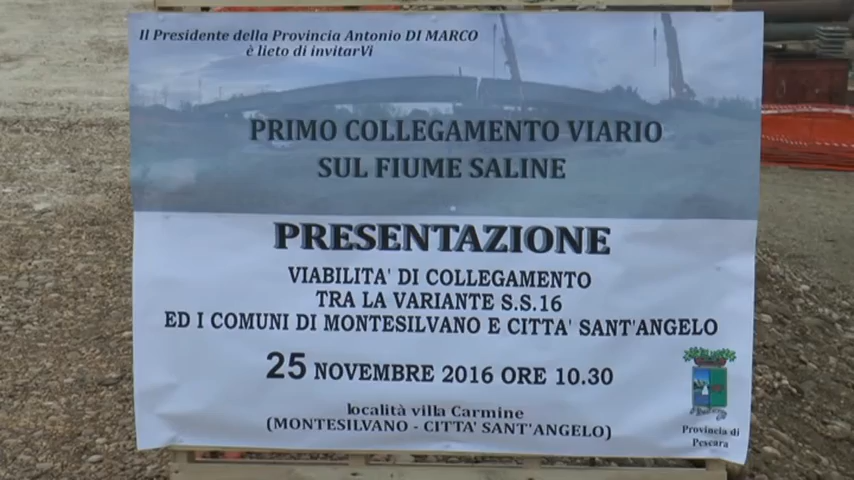 Il Presidente della Provincia Antonio DI MARCO
è lieto di invitarVi
PRIMO COLLEGAMENTO VIARIO
SUL FIUME SALINE
PRESENTAZIONE
VIABILITA' DI COLLEGAMENTO
TRA LA VARIANTE S.S.16
ED I COMUNI DI MONTESILVANO E CITTA' SANT'ANGELO
25 NOVEMBRE 2016 ORE 10.30
località villa Carmine
(MONTESILVANO - CITTA' SANT'ANGELO)
Provincia di
Pescara